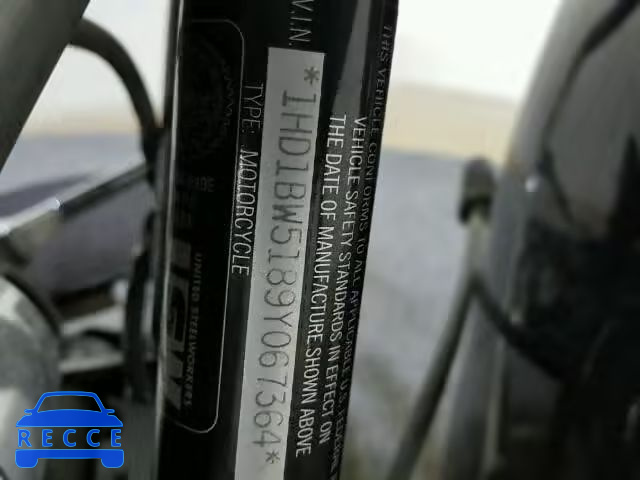 V.I.N.
*1HD1BW5189Y067364*
TYPE: MOTORCYCLE
THIS VEHICLE CONFORMS TO ALL APPLICABLE U.S. FEDERAL
VEHICLE SAFETY STANDARDS IN EFFECT ON
THE DATE OF MANUFACTURE SHOWN ABOVE
UNITED STEELWORKERS
RECCE